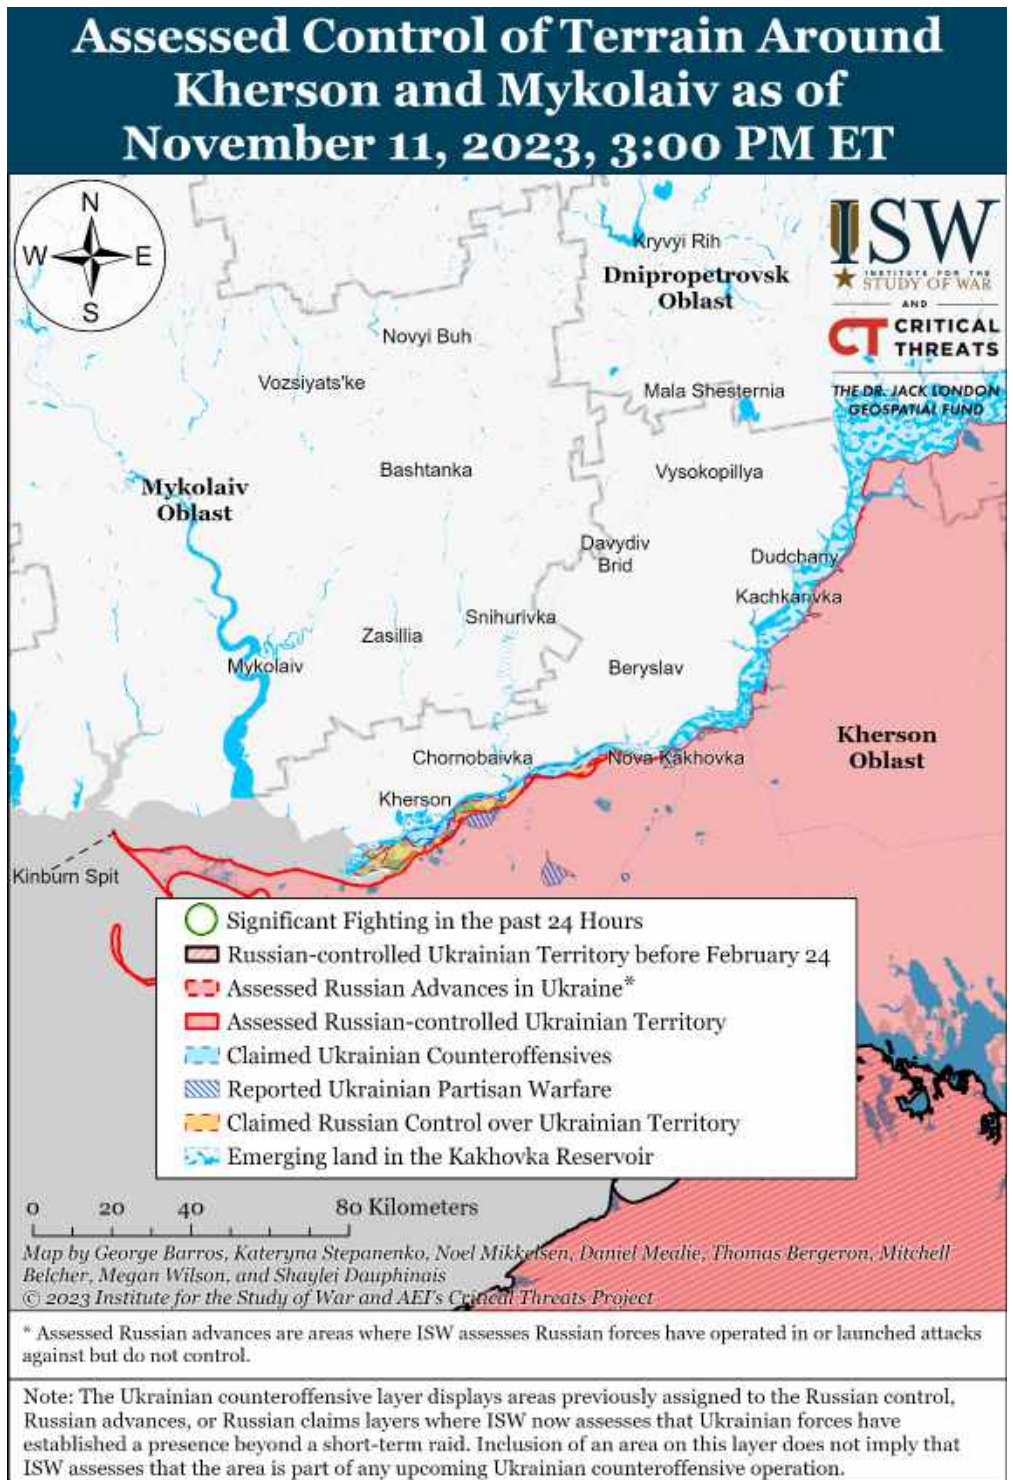 Assessed Control of Terrain Around
Kherson and Mykolaiv as of
November 11, 2023, 3:00 PM ET
N
W E
S
ISW
INSTITUTE FOR THE
STUDY OF WAR
AND
CT CRITICAL
THREATS
THE DR. JACK LONDON
GEOSPATIAL FUND
Kryvyi Rih
Dnipropetrovsk
Oblast
Novyi Buh
Vozsiyats'ke
Mala Shesternia
Bashtanka
Vysokopillya
Mykolaiv
Oblast
Davydiv
Brid
Dudchany
Kachkarivka
Snihurivka
Zasillia
Mykolaiv
Beryslav
Kherson
Oblast
Chornobaivka
Nova Kakhovka
Kherson
Kinburn Spit
Significant Fighting in the past 24 Hours
Russian-controlled Ukrainian Territory before February 24
Assessed Russian Advances in Ukraine*
Assessed Russian-controlled Ukrainian Territory
Claimed Ukrainian Counteroffensives
Reported Ukrainian Partisan Warfare
Claimed Russian Control over Ukrainian Territory
Emerging land in the Kakhovka Reservoir
0 20 40 80 Kilometers
Map by George Barros, Kateryna Stepanenko, Noel Mikkelsen, Daniel Mealie, Thomas Bergeron, Mitchell
Belcher, Megan Wilson, and Shaylei Dauphinais
© 2023 Institute for the Study of War and AEI's Critical Threats Project
* Assessed Russian advances are areas where ISW assesses Russian forces have operated in or launched attacks
against but do not control.
Note: The Ukrainian counteroffensive layer displays areas previously assigned to the Russian control,
Russian advances, or Russian claims layers where ISW now assesses that Ukrainian forces have
established a presence beyond a short-term raid. Inclusion of an area on this layer does not imply that
ISW assesses that the area is part of any upcoming Ukrainian counteroffensive operation.